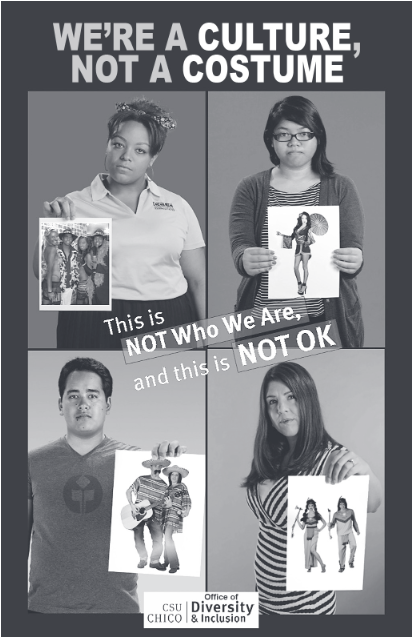 WE'RE A CULTURE,
NOT A COSTUME
This is
NOT Who We Are,
and this is NOT OK
CSU
CHICO
Office of
Diversity
& Inclusion